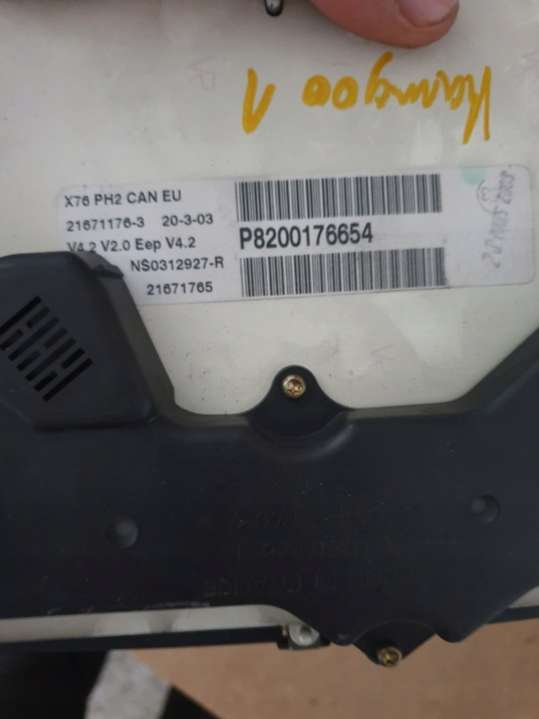 Kangoo 1
X76 PH2 CAN EU
21671176-3 20-3-03
V4.2 V2.0 Eep V4.2
NS0312927-R
21671765
P8200176654